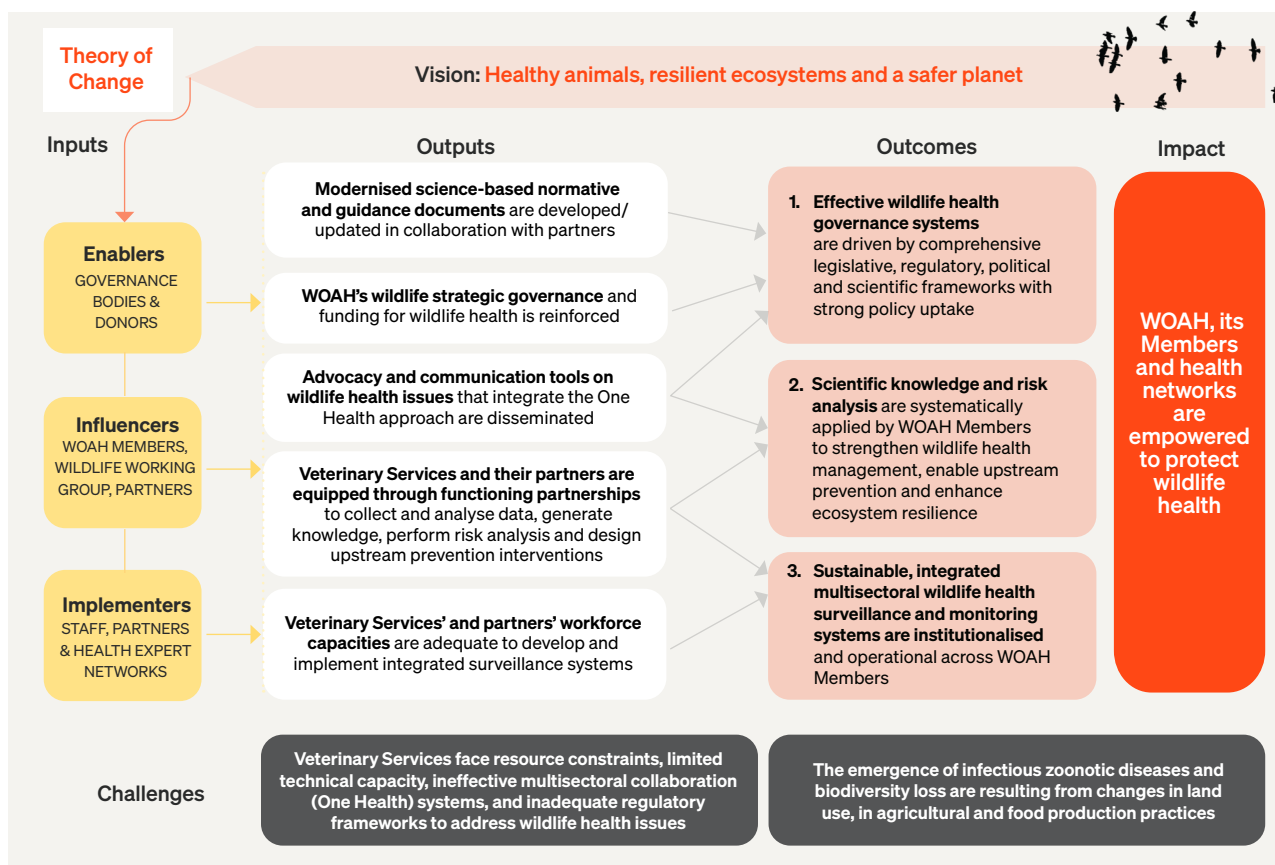 Theory of
Change
Vision: Healthy animals, resilient ecosystems and a safer planet
Inputs
Outputs
Outcomes
Impact
Enablers
GOVERNANCE
BODIES &
DONORS
Influencers
WOAH MEMBERS,
WILDLIFE WORKING
GROUP, PARTNERS
Implementers
STAFF, PARTNERS
& HEALTH EXPERT
NETWORKS
Modernised science-based normative
and guidance documents are developed/
updated in collaboration with partners
WOAH’s wildlife strategic governance and
funding for wildlife health is reinforced
Advocacy and communication tools on
wildlife health issues that integrate the One
Health approach are disseminated
Veterinary Services and their partners are
equipped through functioning partnerships
to collect and analyse data, generate
knowledge, perform risk analysis and design
upstream prevention interventions
Veterinary Services’ and partners’ workforce
capacities are adequate to develop and
implement integrated surveillance systems
1. Effective wildlife health
governance systems
are driven by comprehensive
legislative, regulatory, political
and scientific frameworks with
strong policy uptake
2. Scientific knowledge and risk
analysis are systematically
applied by WOAH Members
to strengthen wildlife health
management, enable upstream
prevention and enhance
ecosystem resilience
3. Sustainable, integrated
multisectoral wildlife health
surveillance and monitoring
systems are institutionalised
and operational across WOAH
Members
WOAH, its
Members
and health
networks
are
empowered
to protect
wildlife
health
Challenges
Veterinary Services face resource constraints, limited
technical capacity, ineffective multisectoral collaboration
(One Health) systems, and inadequate regulatory
frameworks to address wildlife health issues
The emergence of infectious zoonotic diseases and
biodiversity loss are resulting from changes in land
use, in agricultural and food production practices